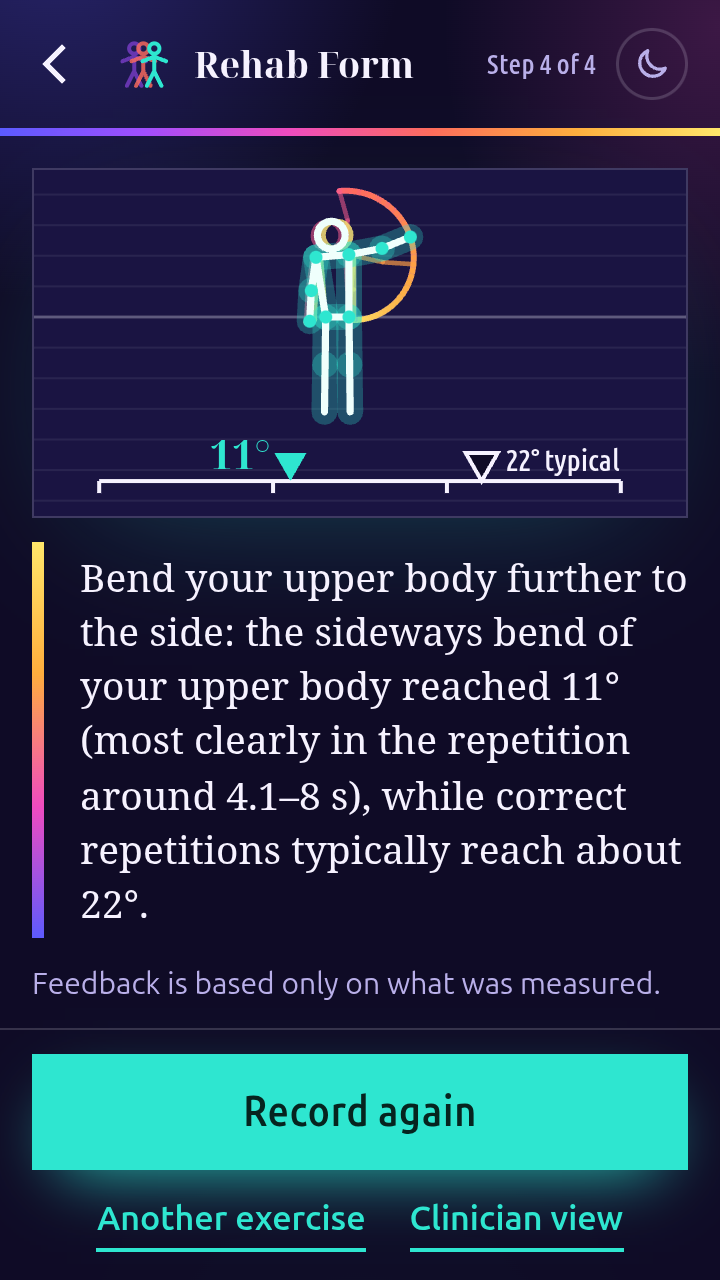 Rehab Form
Step 4 of 4
11°
22° typical
Bend your upper body further to
the side: the sideways bend of
your upper body reached 11°
(most clearly in the repetition
around 4.1–8 s), while correct
repetitions typically reach about
22°.
Feedback is based only on what was measured.
Record again
Another exercise
Clinician view